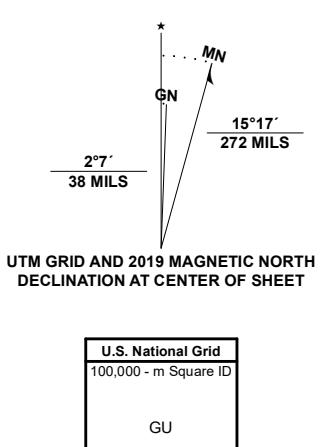 ★
MN
GN
15°17´
272 MILS
2°7´
38 MILS
UTM GRID AND 2019 MAGNETIC NORTH
DECLINATION AT CENTER OF SHEET
U.S. National Grid
100,000 - m Square ID
GU